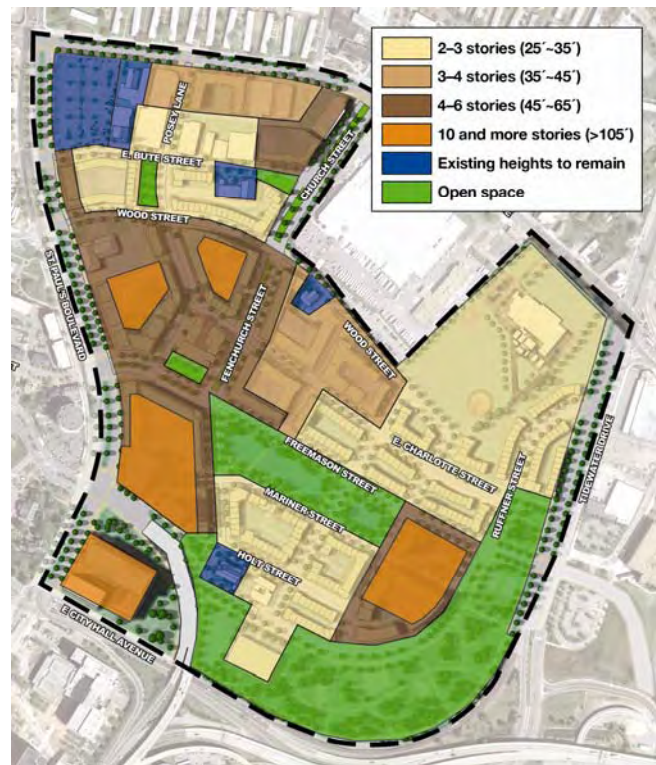 2–3 stories (25´~35´)
3–4 stories (35´~45´)
4–6 stories (45´~65´)
10 and more stories (>105´)
Existing heights to remain
Open space
POSEY LANE
E. BUTE STREET
CHURCH STREET
WOOD STREET
ST. PAUL'S BOULEVARD
FENCHURCH STREET
WOOD STREET
E. CHARLOTTE STREET
FREEMASON STREET
RUFFNER STREET
TIDEWATER DRIVE
MARINER STREET
HOLT STREET
E CITY HALL AVENUE